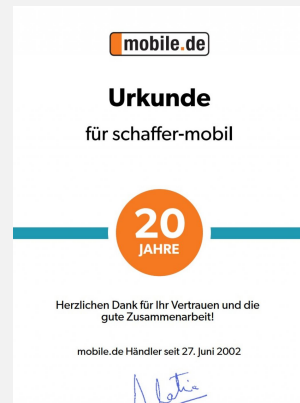 mobile.de
Urkunde
für schaffer-mobil
20
JAHRE
Herzlichen Dank für Ihr Vertrauen und die
gute Zusammenarbeit!
mobile.de Händler seit 27. Juni 2002